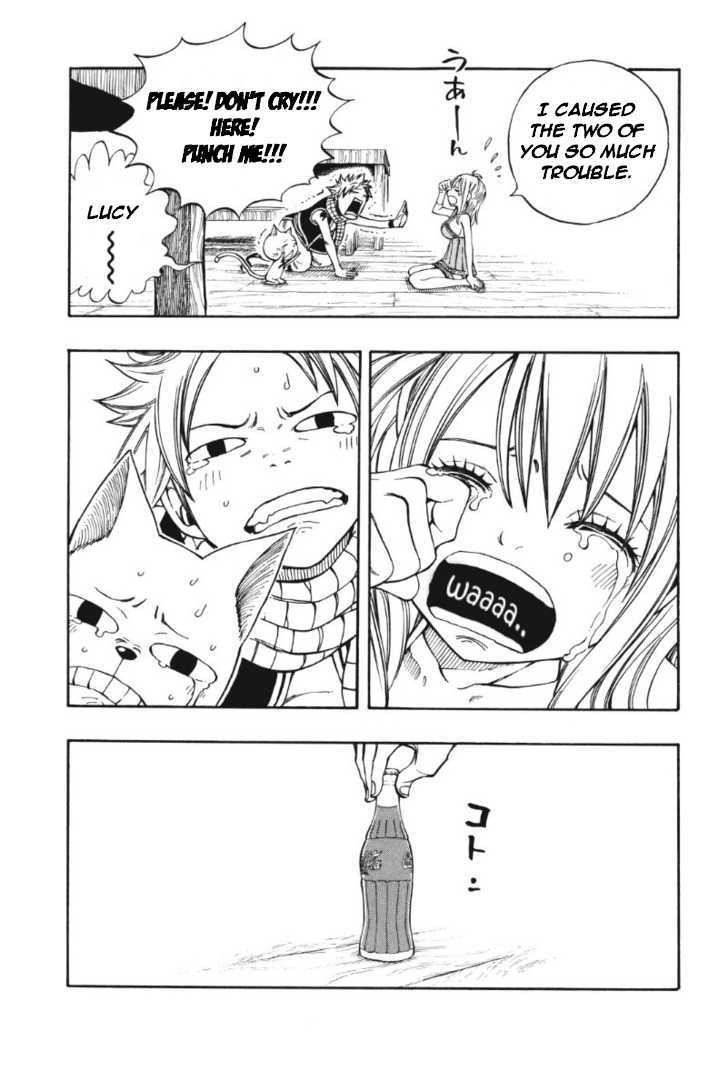 I CAUSED
THE TWO OF
YOU SO MUCH
TROUBLE.
うあーん
PLEASE! DON'T CRY!!!
HERE!
PUNCH ME!!!
LUCY
waaaa..
コトン